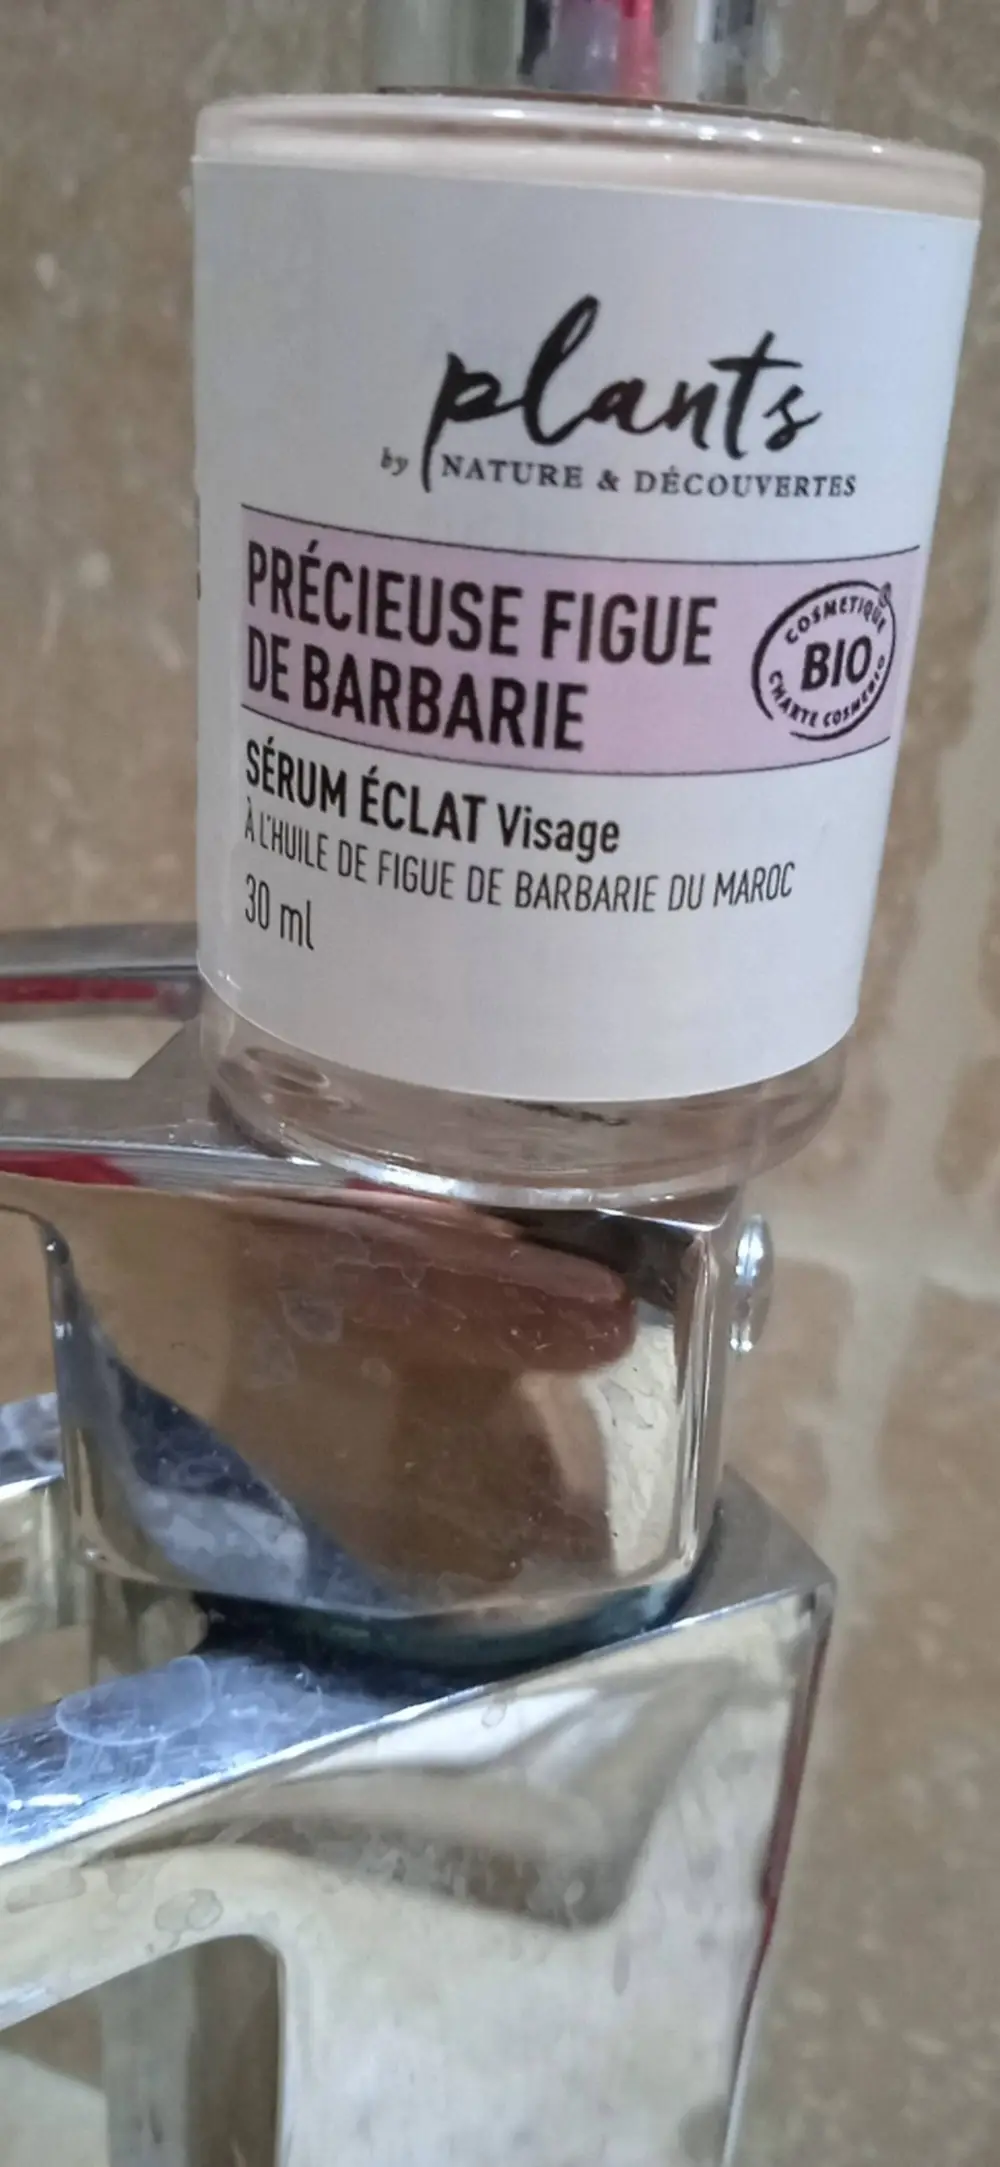 plants
by NATURE & DÉCOUVERTES
PRÉCIEUSE FIGUE
DE BARBARIE
COSMETIQUE
BIO
CHARTE COSMEBIO
SÉRUM ÉCLAT Visage
À L'HUILE DE FIGUE DE BARBARIE DU MAROC
30 ml